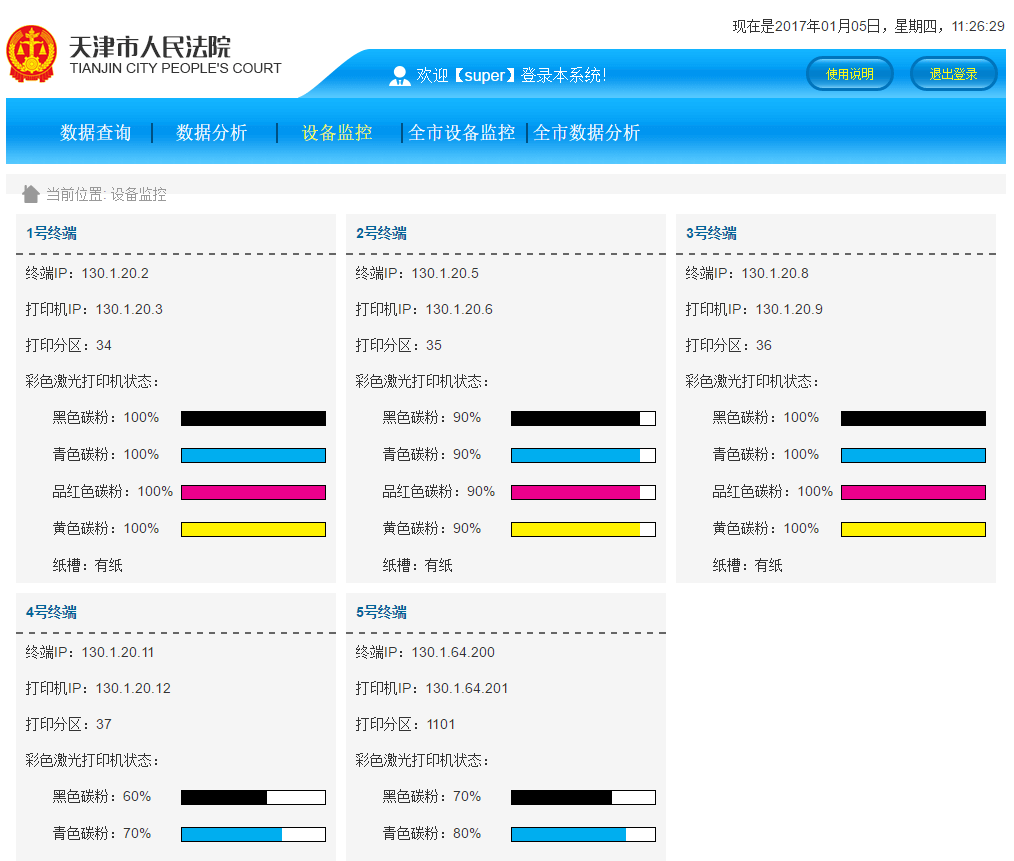 现在是2017年01月05日，星期四，11:26:29
天津市人民法院
TIANJIN CITY PEOPLE'S COURT
欢迎【super】登录本系统!
使用说明 退出登录
数据查询 数据分析 设备监控 全市设备监控 全市数据分析
当前位置: 设备监控
1号终端
终端IP：130.1.20.2
打印机IP：130.1.20.3
打印分区：34
彩色激光打印机状态：
黑色碳粉：100%
青色碳粉：100%
品红色碳粉：100%
黄色碳粉：100%
纸槽：有纸
2号终端
终端IP：130.1.20.5
打印机IP：130.1.20.6
打印分区：35
彩色激光打印机状态：
黑色碳粉：90%
青色碳粉：90%
品红色碳粉：90%
黄色碳粉：90%
纸槽：有纸
3号终端
终端IP：130.1.20.8
打印机IP：130.1.20.9
打印分区：36
彩色激光打印机状态：
黑色碳粉：100%
青色碳粉：100%
品红色碳粉：100%
黄色碳粉：100%
纸槽：有纸
4号终端
终端IP：130.1.20.11
打印机IP：130.1.20.12
打印分区：37
彩色激光打印机状态：
黑色碳粉：60%
青色碳粉：70%
5号终端
终端IP：130.1.64.200
打印机IP：130.1.64.201
打印分区：1101
彩色激光打印机状态：
黑色碳粉：70%
青色碳粉：80%